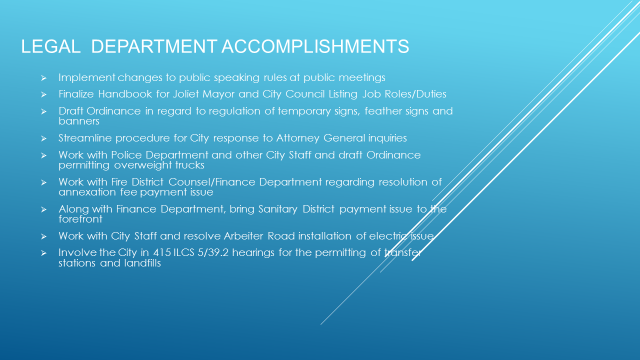 LEGAL DEPARTMENT ACCOMPLISHMENTS
Implement changes to public speaking rules at public meetings
Finalize Handbook for Joliet Mayor and City Council Listing Job Roles/Duties
Draft Ordinance in regard to regulation of temporary signs, feather signs and
banners
Streamline procedure for City response to Attorney General inquiries
Work with Police Department and other City Staff and draft Ordinance
permitting overweight trucks
Work with Fire District Counsel/Finance Department regarding resolution of
annexation fee payment issue
Along with Finance Department, bring Sanitary District payment issue to the
forefront
Work with City Staff and resolve Arbeiter Road installation of electric issue
Involve the City in 415 ILCS 5/39.2 hearings for the permitting of transfer
stations and landfills